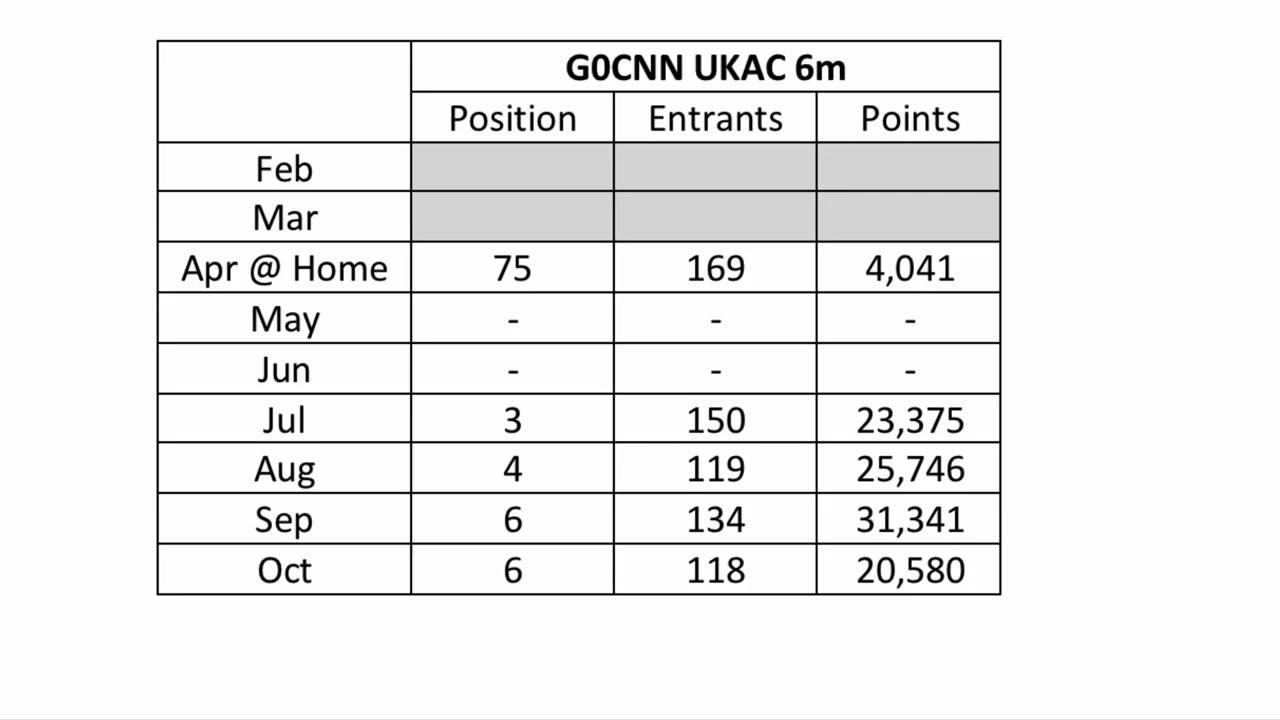 G0CNN UKAC 6m
Position Entrants Points
Feb
Mar
Apr @ Home 75 169 4,041
May - - -
Jun - - -
Jul 3 150 23,375
Aug 4 119 25,746
Sep 6 134 31,341
Oct 6 118 20,580